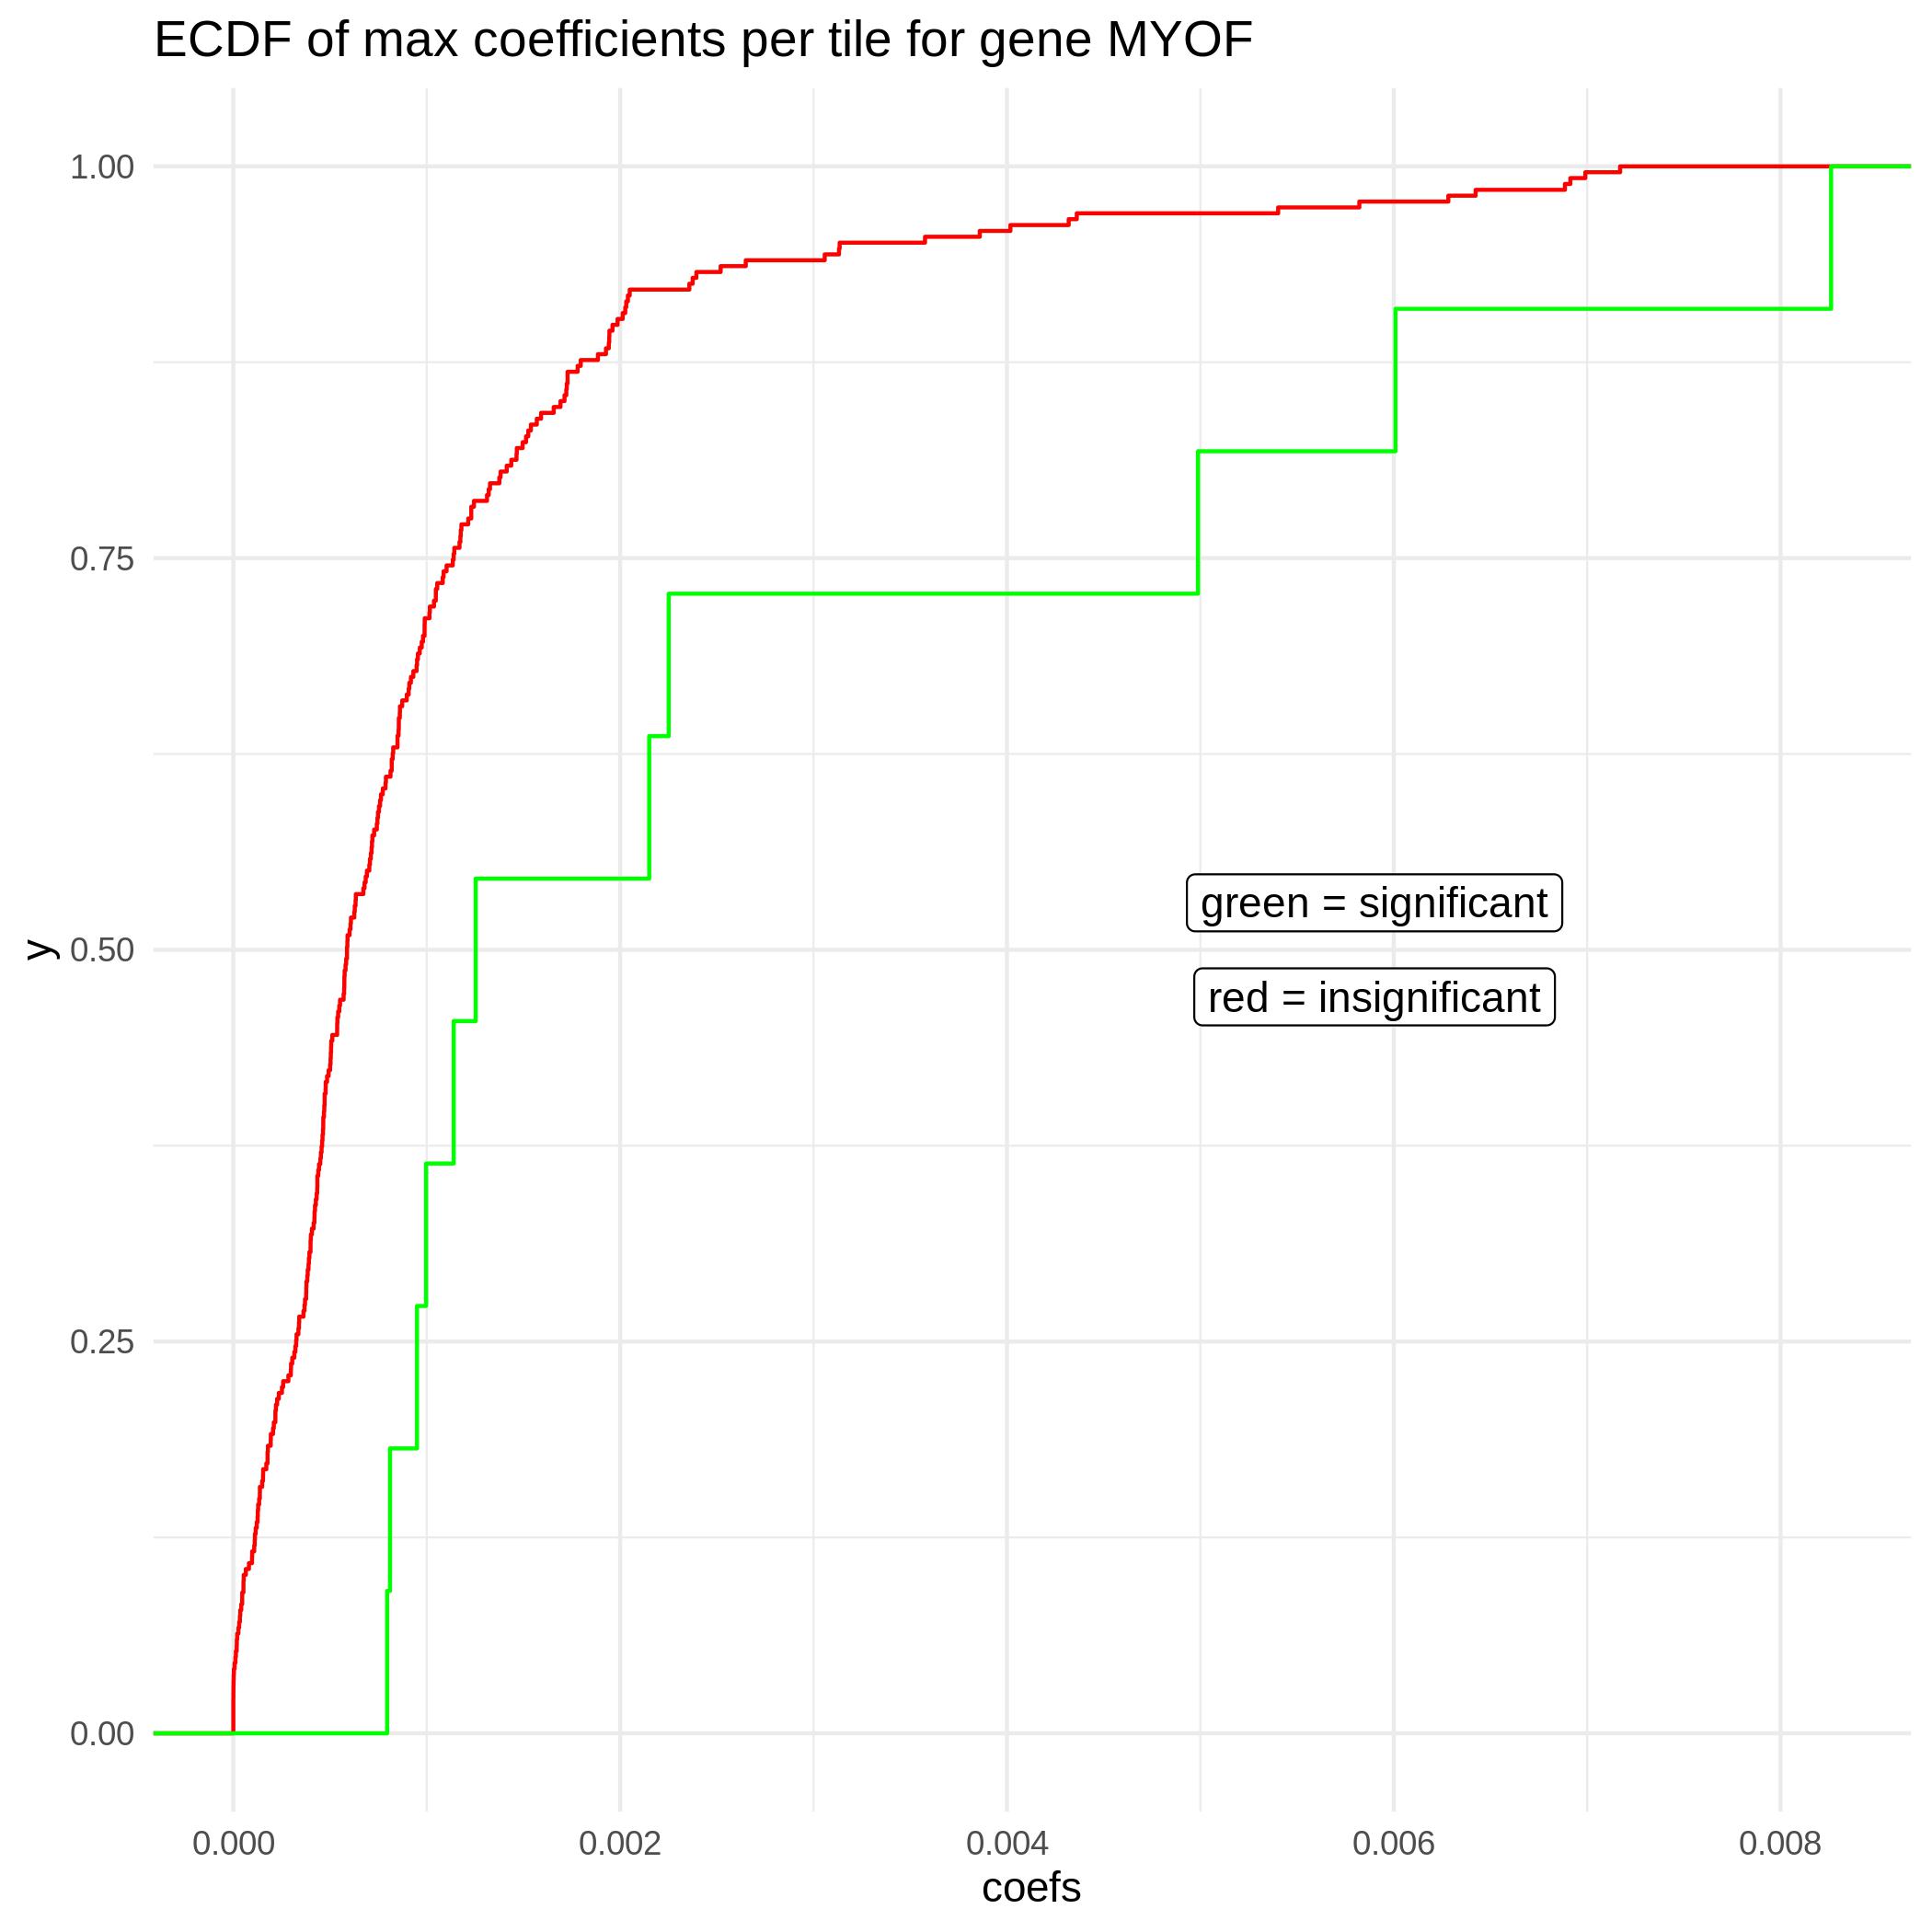 ECDF of max coefficients per tile for gene MYOF
1.00
0.75
0.50
0.25
0.00
y
green = significant
red = insignificant
0.000 0.002 0.004 0.006 0.008
coefs